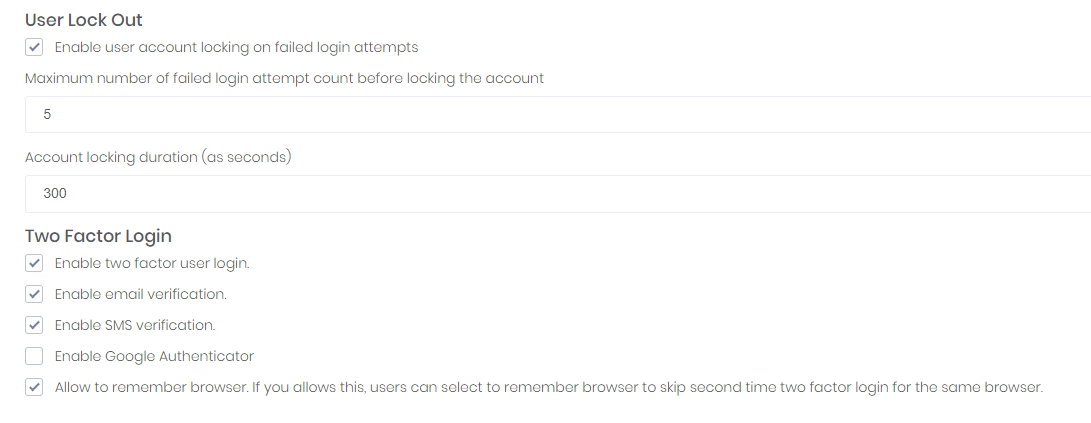 User Lock Out
Enable user account locking on failed login attempts
Maximum number of failed login attempt count before locking the account
5
Account locking duration (as seconds)
300
Two Factor Login
Enable two factor user login.
Enable email verification.
Enable SMS verification.
Enable Google Authenticator
Allow to remember browser. If you allows this, users can select to remember browser to skip second time two factor login for the same browser.